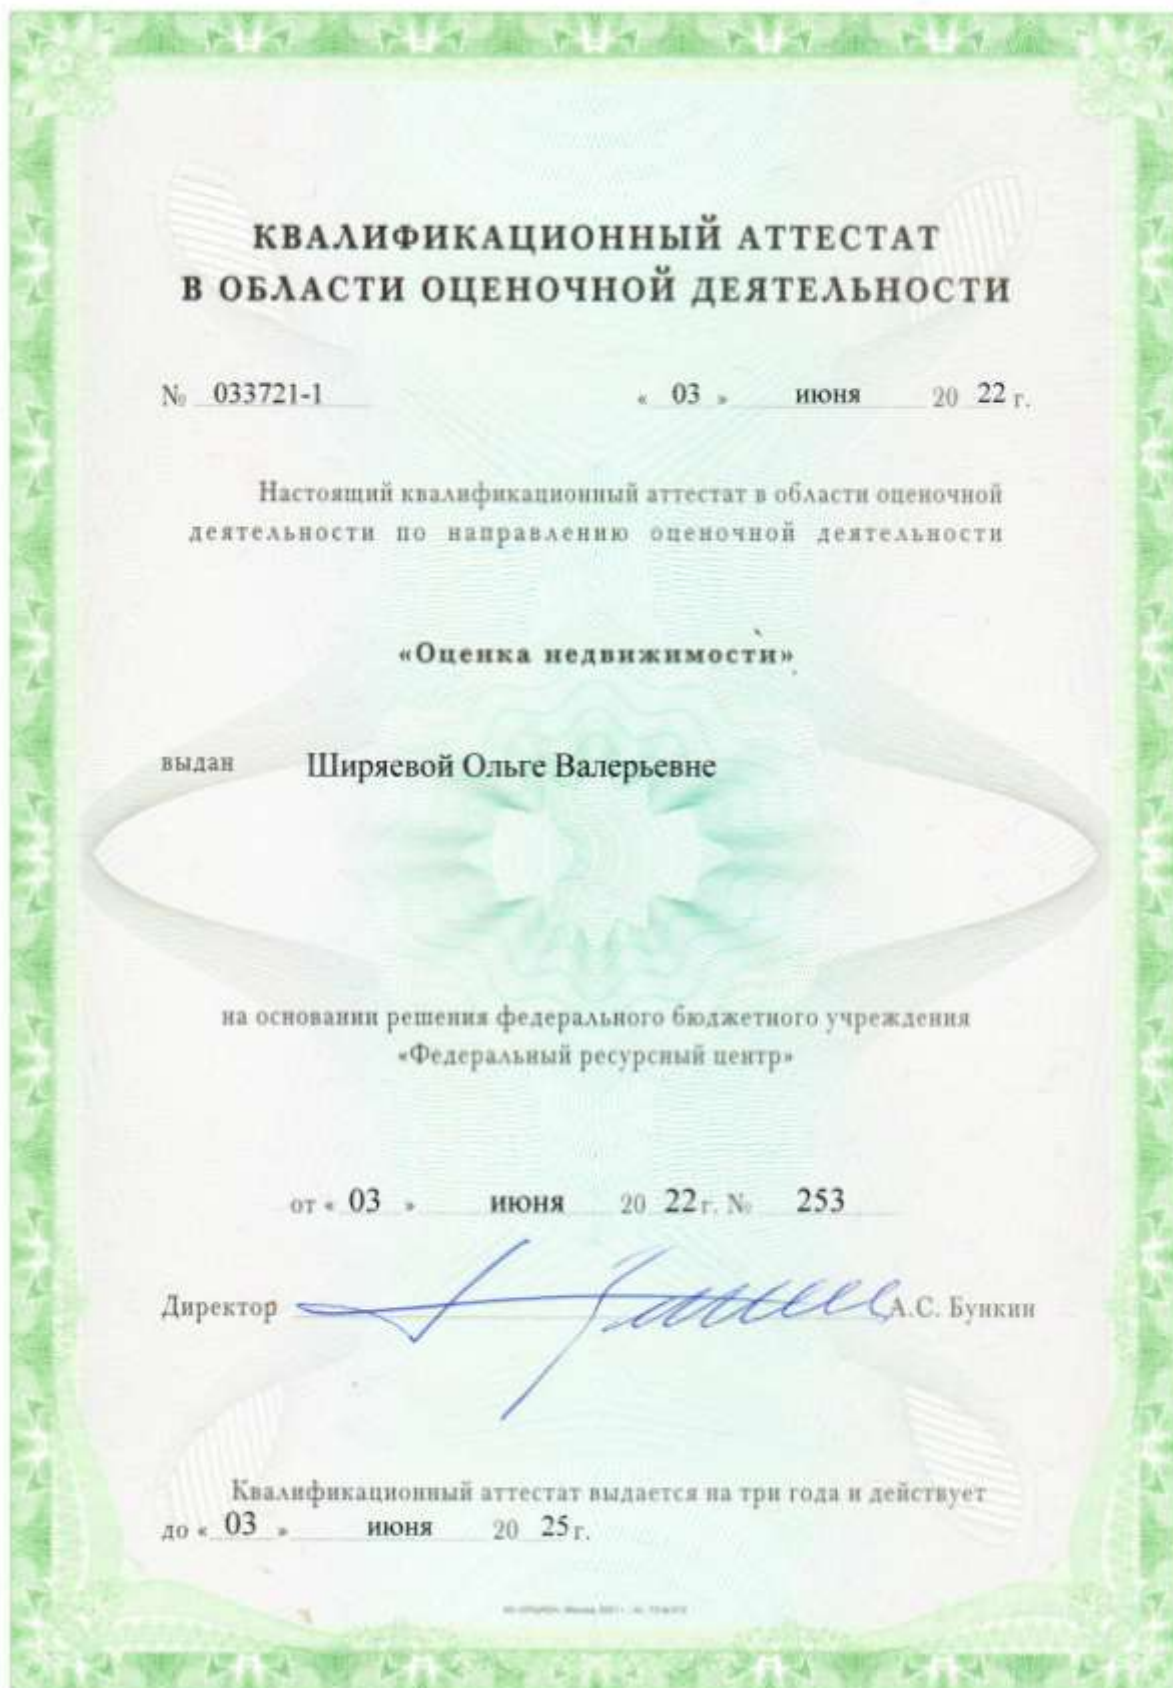 КВАЛИФИКАЦИОННЫЙ АТТЕСТАТ
В ОБЛАСТИ ОЦЕНОЧНОЙ ДЕЯТЕЛЬНОСТИ
№ 033721-1 « 03 » июня 20 22 г.
Настоящий квалификационный аттестат в области оценочной
деятельности по направлению оценочной деятельности
«Оценка недвижимости»
выдан Ширяевой Ольге Валерьевне
на основании решения федерального бюджетного учреждения
«Федеральный ресурсный центр»
от « 03 » июня 20 22 г. № 253
Директор А.С. Бункин
Квалификационный аттестат выдается на три года и действует
до « 03 » июня 20 25 г.